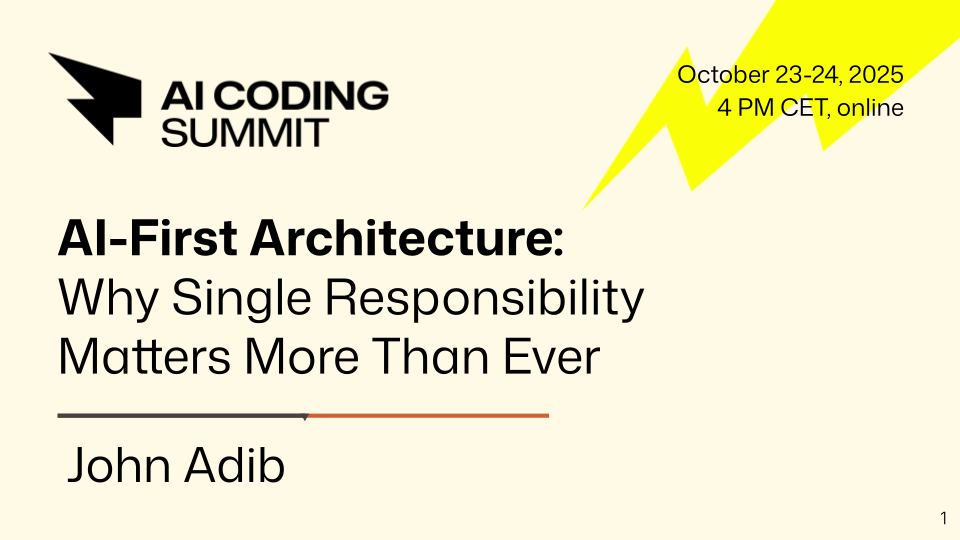 AI CODING
SUMMIT
October 23-24, 2025
4 PM CET, online
AI-First Architecture:
Why Single Responsibility
Matters More Than Ever
John Adib
1